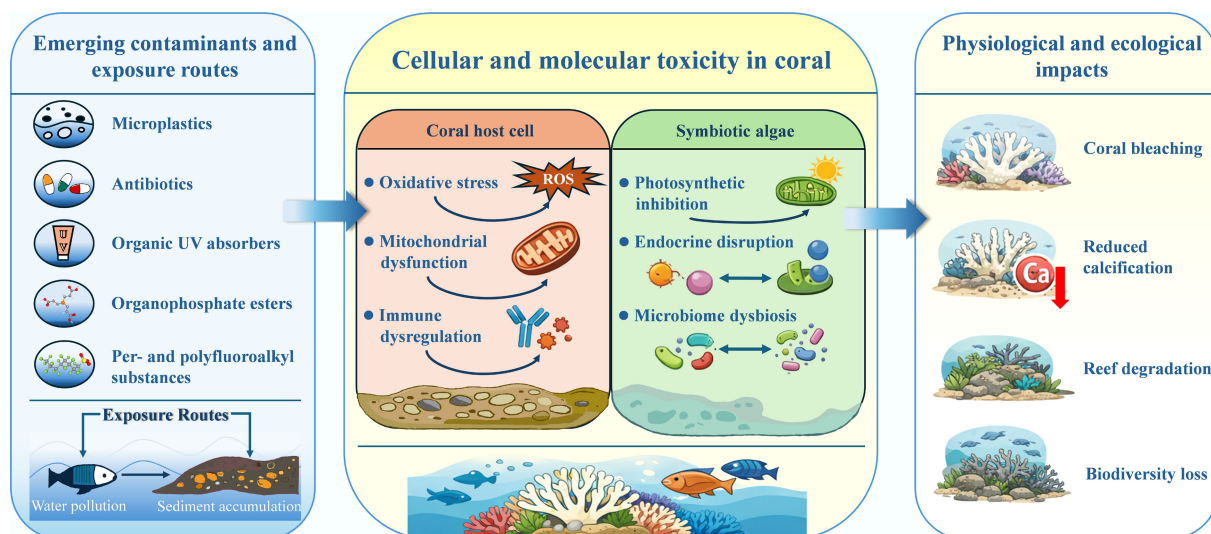 Emerging contaminants and
exposure routes
Microplastics
Antibiotics
UV
Organic UV absorbers
Organophosphate esters
Per- and polyfluoroalkyl
substances
Exposure Routes
Water pollution
Sediment accumulation
Cellular and molecular toxicity in coral
Coral host cell
Oxidative stress
ROS
Mitochondrial
dysfunction
Immune
dysregulation
Symbiotic algae
Photosynthetic
inhibition
Endocrine disruption
Microbiome dysbiosis
Physiological and ecological
impacts
Coral bleaching
Reduced
calcification
Ca
Reef degradation
Biodiversity loss